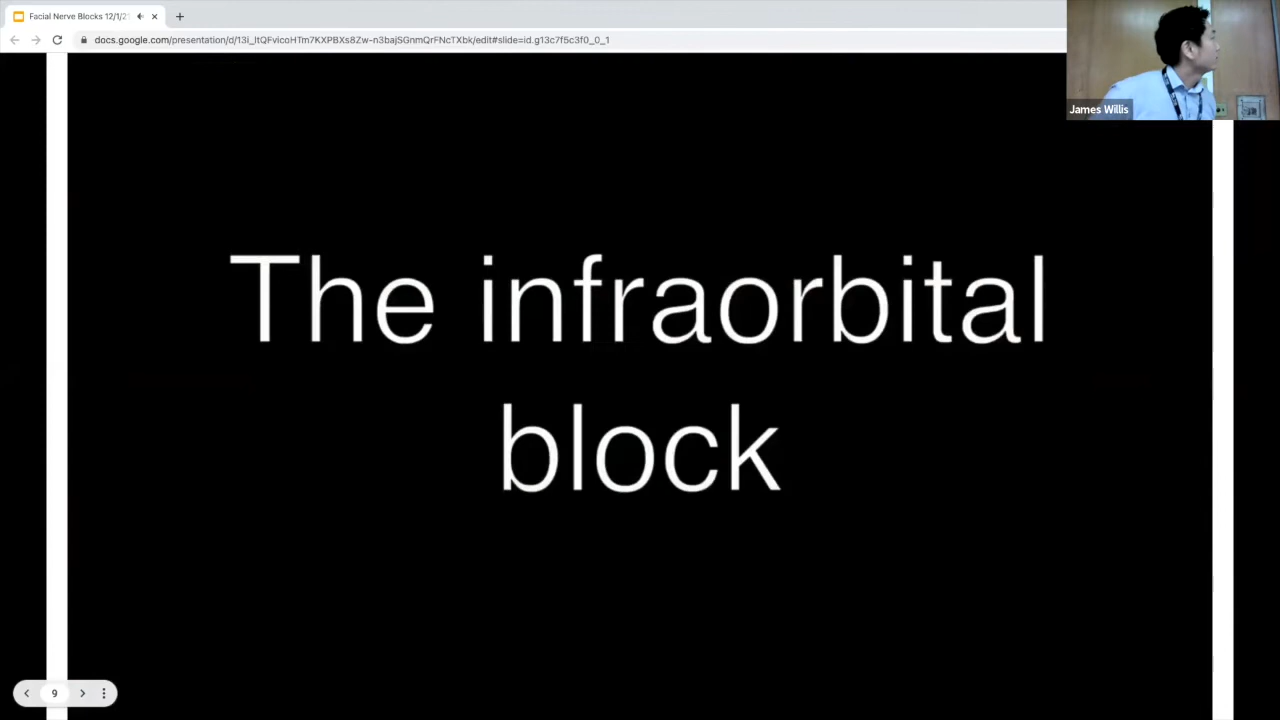 Facial Nerve Blocks 12/1/21
docs.google.com/presentation/d/13i_ltQFvicoHTm7KXPBXs8Zw-n3bajSGnmQrFNcTXbk/edit#slide=id.g13c7f5c3f0_0_1
James Willis
The infraorbital
block
9